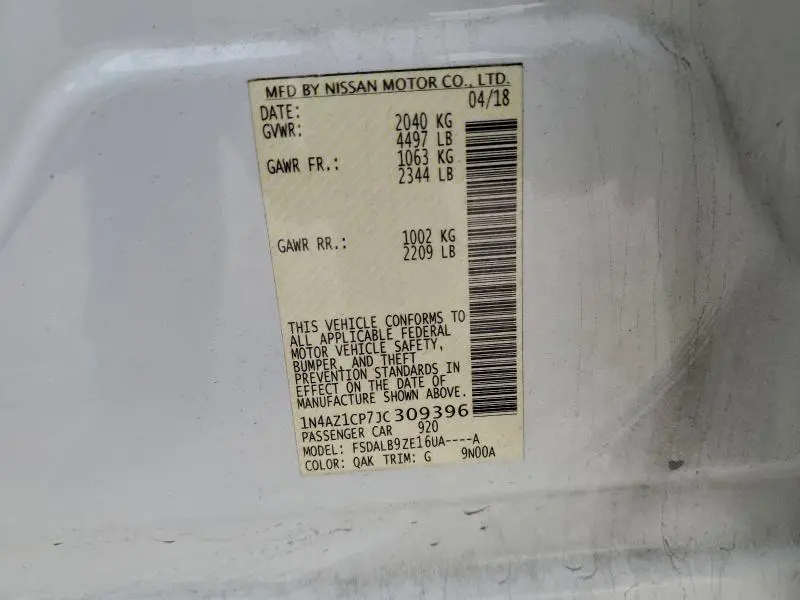 MFD BY NISSAN MOTOR CO., LTD.
DATE: 04/18
GVWR: 2040 KG
4497 LB
GAWR FR.: 1063 KG
2344 LB
GAWR RR.: 1002 KG
2209 LB
THIS VEHICLE CONFORMS TO
ALL APPLICABLE FEDERAL
MOTOR VEHICLE SAFETY,
BUMPER, AND THEFT
PREVENTION STANDARDS IN
EFFECT ON THE DATE OF
MANUFACTURE SHOWN ABOVE.
1N4AZ1CP7JC309396
PASSENGER CAR 920
MODEL: FSDALB9ZE16UA----A
COLOR: QAK TRIM: G 9N00A